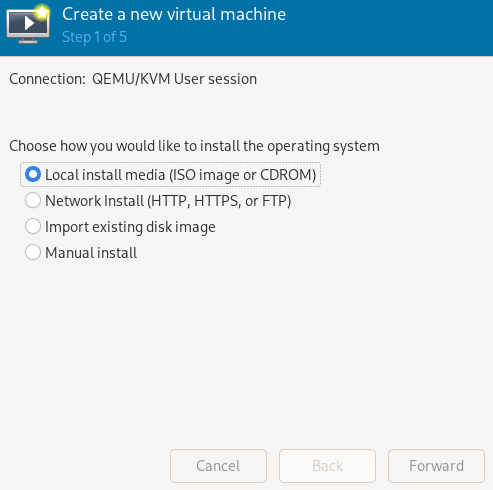 Create a new virtual machine
Step 1 of 5
Connection: QEMU/KVM User session
Choose how you would like to install the operating system
Local install media (ISO image or CDROM)
Network Install (HTTP, HTTPS, or FTP)
Import existing disk image
Manual install
Cancel Back Forward